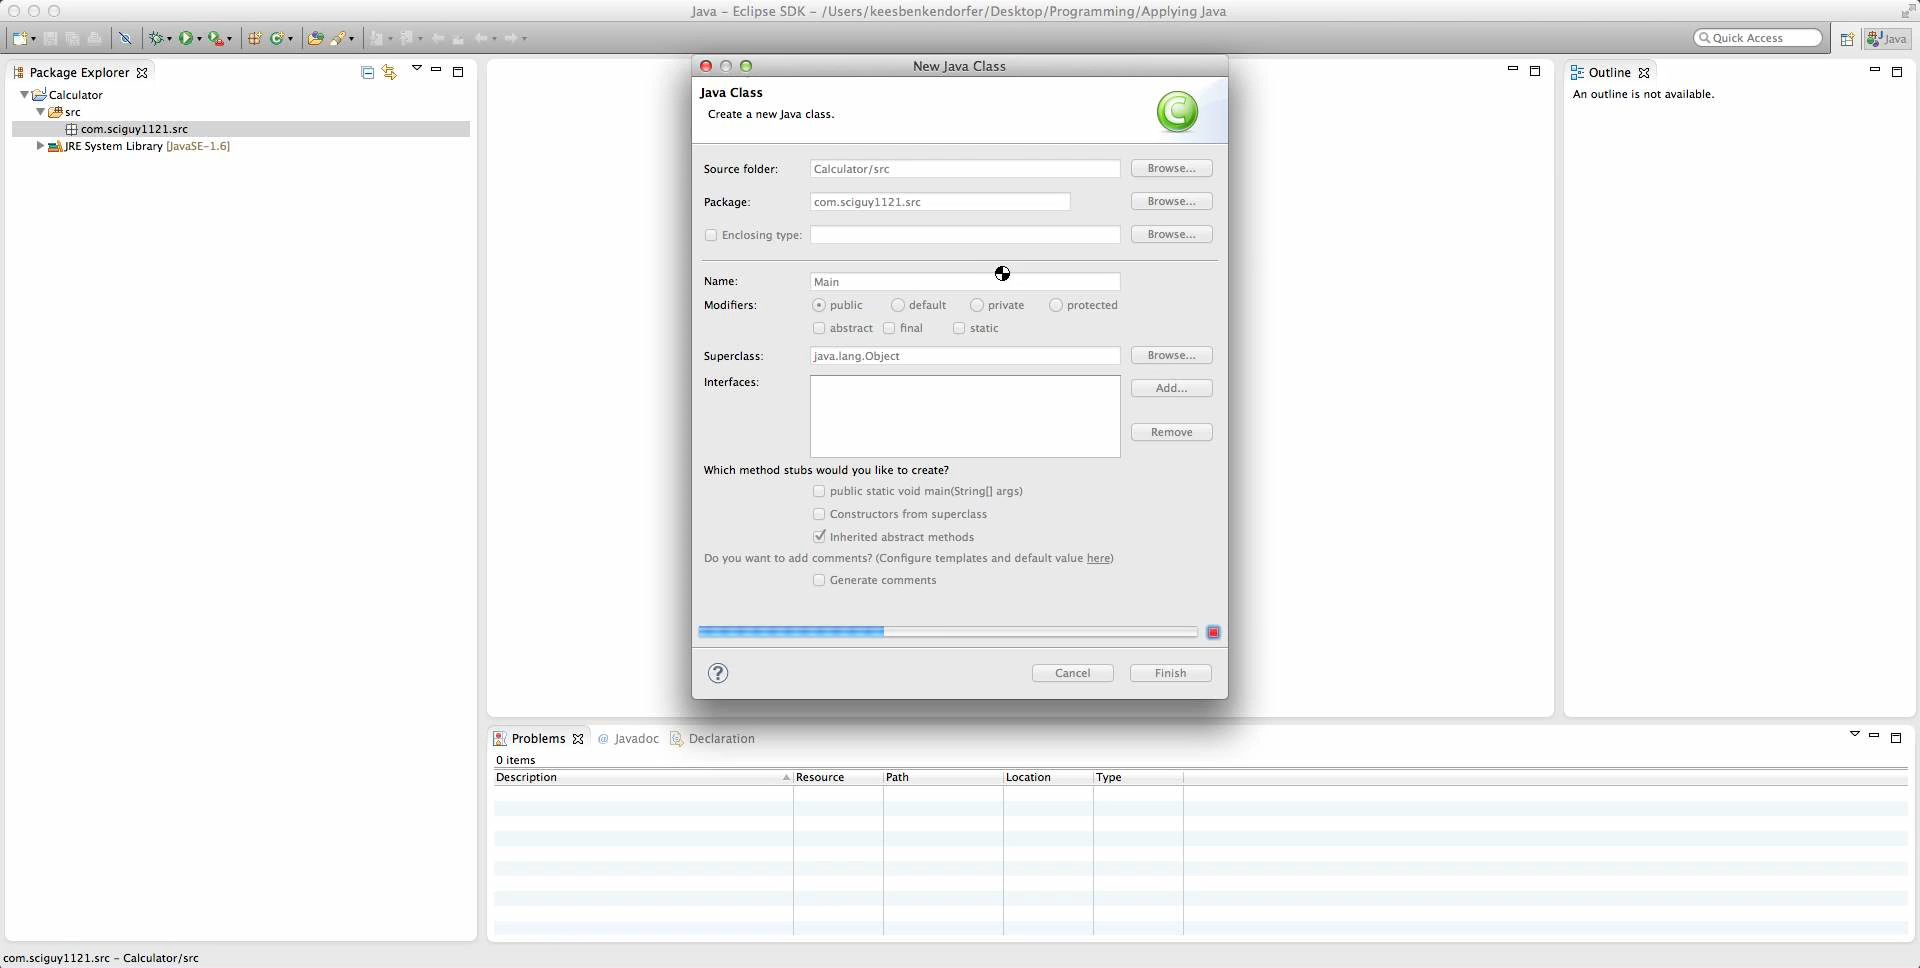 Java – Eclipse SDK – /Users/keesbenkendorfer/Desktop/Programming/Applying Java
Quick Access
Java
Package Explorer
Calculator
src
com.sciguy1121.src
JRE System Library [JavaSE-1.6]
New Java Class
Java Class
Create a new Java class.
Source folder: Calculator/src Browse...
Package: com.sciguy1121.src Browse...
Enclosing type: Browse...
Name: Main
Modifiers: public default private protected
abstract final static
Superclass: java.lang.Object Browse...
Interfaces: Add...
Remove
Which method stubs would you like to create?
public static void main(String[] args)
Constructors from superclass
Inherited abstract methods
Do you want to add comments? (Configure templates and default value here)
Generate comments
? Cancel Finish
Outline
An outline is not available.
Problems @ Javadoc Declaration
0 items
Description Resource Path Location Type
com.sciguy1121.src – Calculator/src